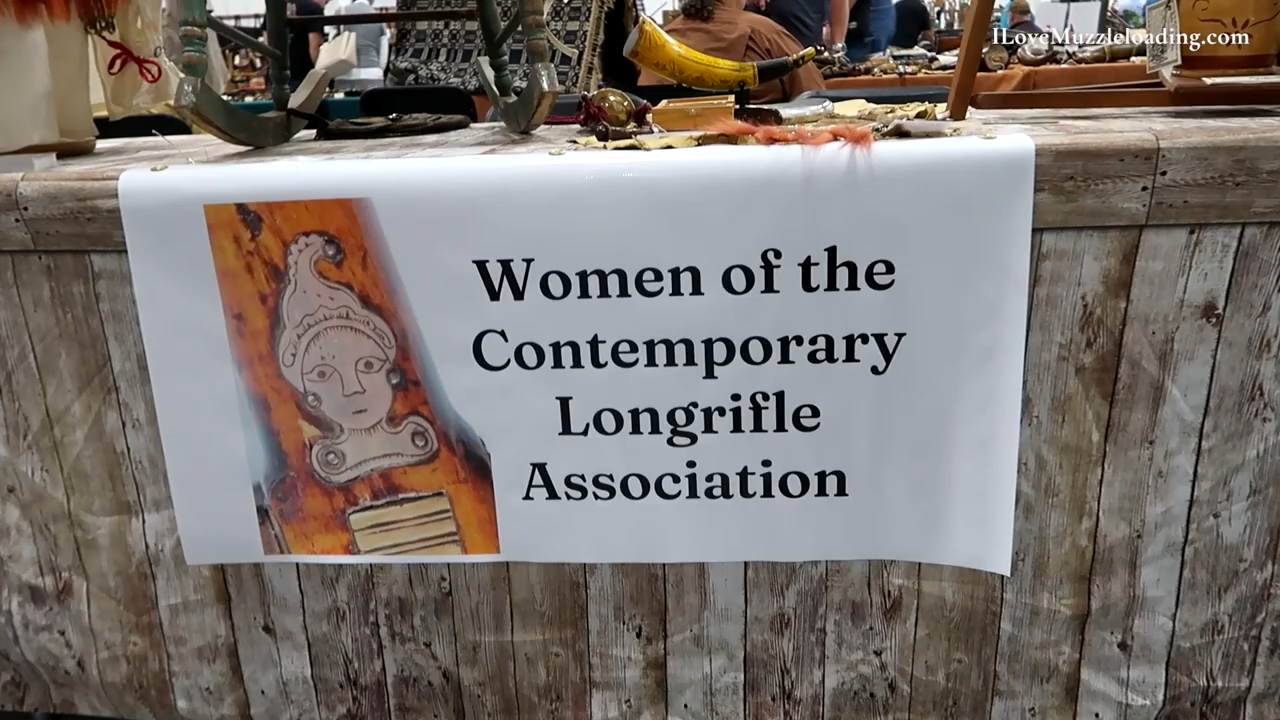 ILoveMuzzleloading.com
Women of the
Contemporary
Longrifle
Association